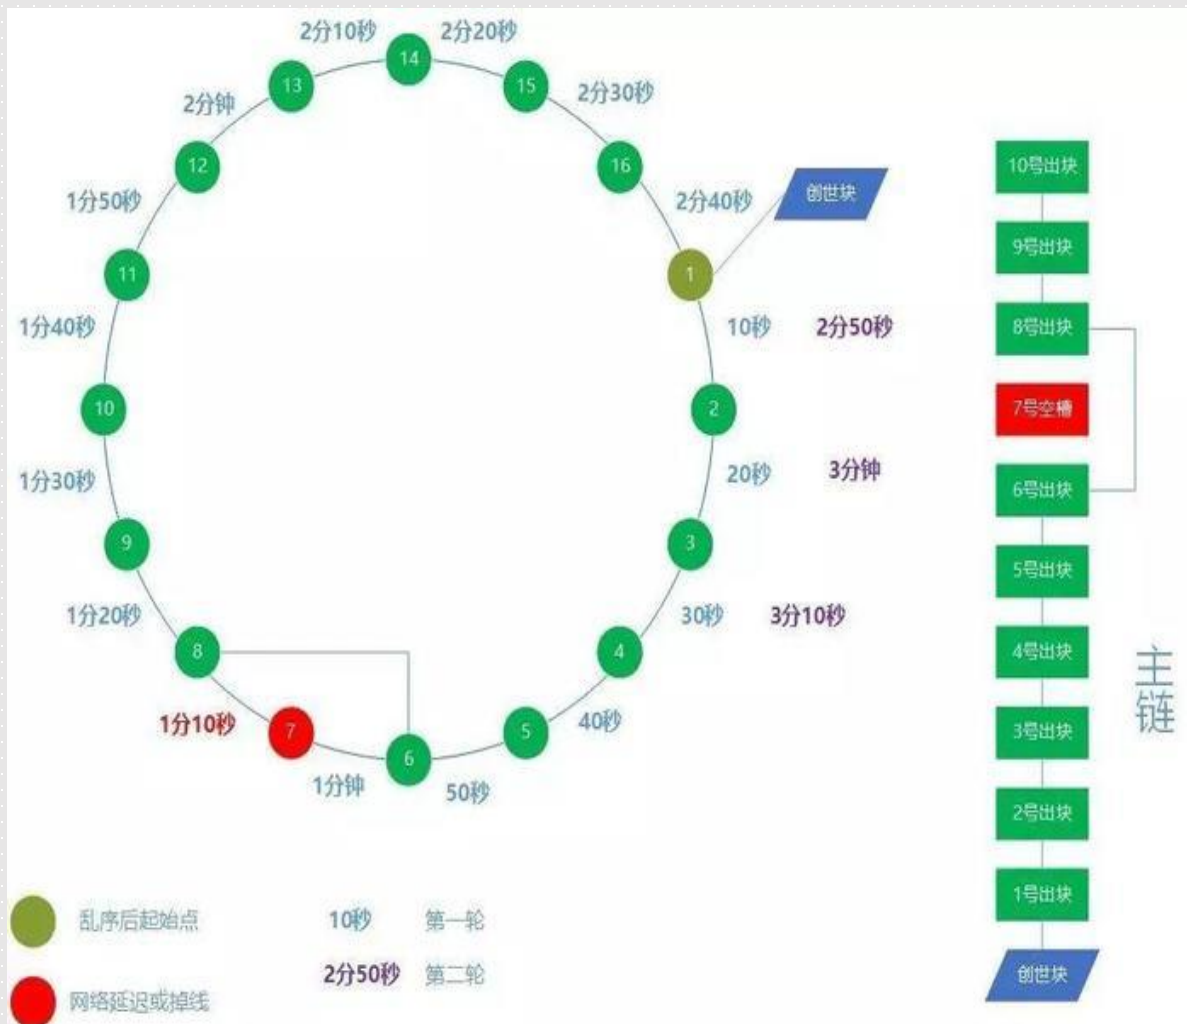 2分10秒
2分20秒
14
13
15
2分钟
2分30秒
12
16
10号出块
1分50秒
2分40秒
创世块
9号出块
11
1
1分40秒
10秒
2分50秒
8号出块
10
2
7号空槽
1分30秒
20秒
3分钟
6号出块
9
3
5号出块
1分20秒
30秒
3分10秒
8
4
4号出块
主链
1分10秒
7
5
40秒
3号出块
6
1分钟
50秒
2号出块
1号出块
乱序后起始点
10秒
第一轮
2分50秒
第二轮
创世块
网络延迟或掉线